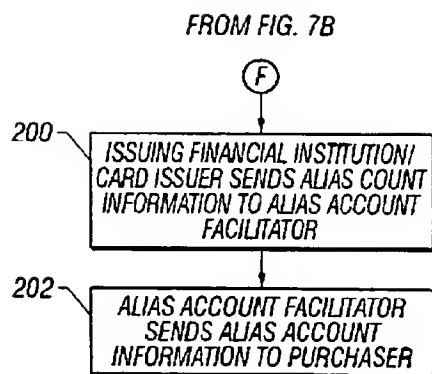 FROM FIG. 7B
F
200
ISSUING FINANCIAL INSTITUTION/
CARD ISSUER SENDS ALIAS COUNT
INFORMATION TO ALIAS ACCOUNT
FACILITATOR
202
ALIAS ACCOUNT FACILITATOR
SENDS ALIAS ACCOUNT
INFORMATION TO PURCHASER